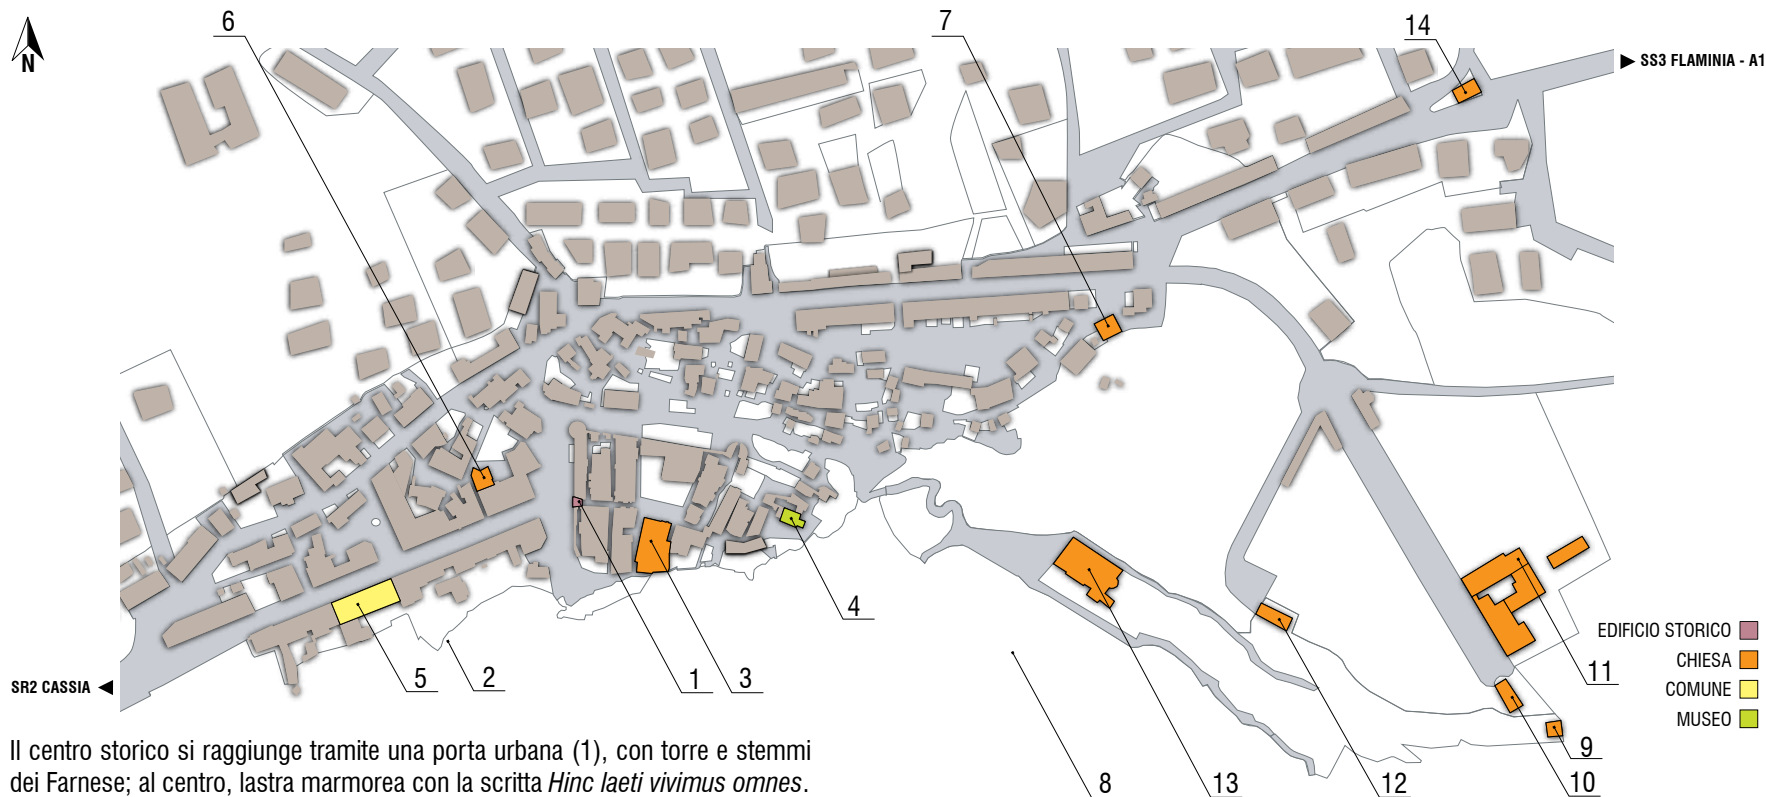 6
7
14
N
SS3 FLAMINIA - A1
4
EDIFICIO STORICO
CHIESA
COMUNE
MUSEO
SR2 CASSIA
5
2
1
3
11
9
8
13
12
10
Il centro storico si raggiunge tramite una porta urbana (1), con torre e stemmi
dei Farnese; al centro, lastra marmorea con la scritta Hinc laeti vivimus omnes.